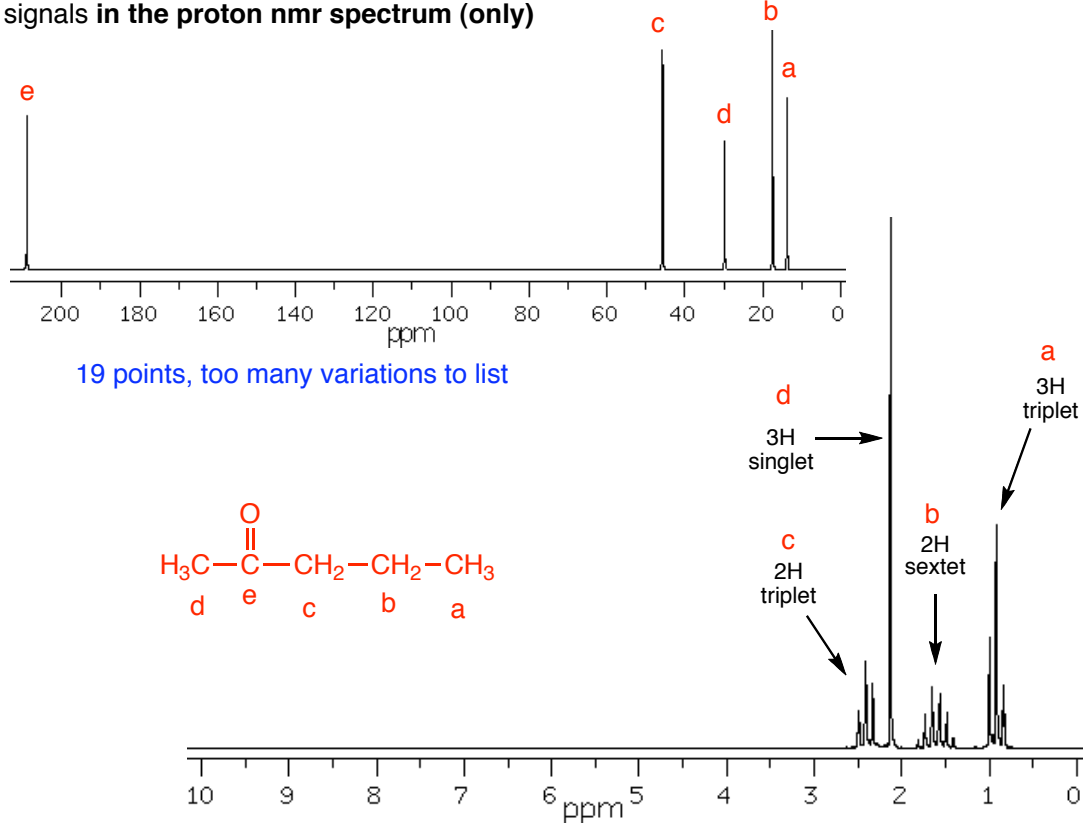 signals in the proton nmr spectrum (only)
e
c
d
b
a
200 180 160 140 120 100 80 60 40 20 0
ppm
19 points, too many variations to list
a
3H
triplet
d
3H
singlet
b
2H
sextet
c
2H
triplet
O
H3C—C—CH2—CH2—CH3
d e c b a
10 9 8 7 6 5 4 3 2 1 0
ppm